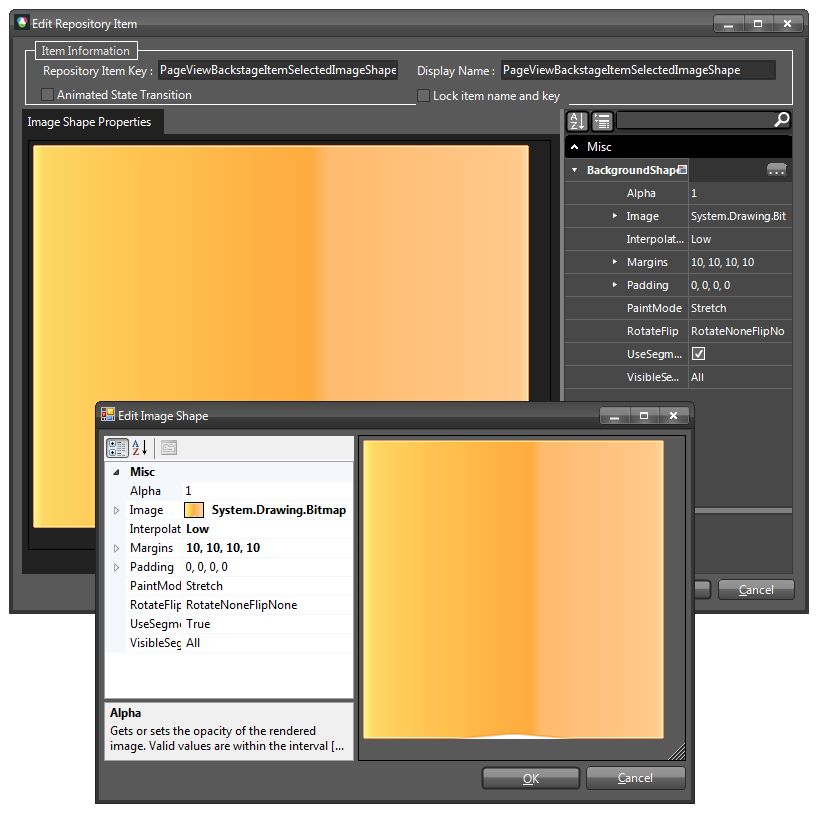 Edit Repository Item
Item Information
Repository Item Key : PageViewBackstageItemSelectedImageShape Display Name : PageViewBackstageItemSelectedImageShape
Animated State Transition Lock item name and key
Image Shape Properties
Misc
BackgroundShape ...
Alpha 1
Image System.Drawing.Bit
Interpolat... Low
Margins 10, 10, 10, 10
Padding 0, 0, 0, 0
PaintMode Stretch
RotateFlip RotateNoneFlipNo
UseSegm...
VisibleSe... All
Cancel
Edit Image Shape
Misc
Alpha 1
Image System.Drawing.Bitmap
Interpolat Low
Margins 10, 10, 10, 10
Padding 0, 0, 0, 0
PaintMod Stretch
RotateFlip RotateNoneFlipNone
UseSegm True
VisibleSeg All
Alpha
Gets or sets the opacity of the rendered
image. Valid values are within the interval [...
OK Cancel